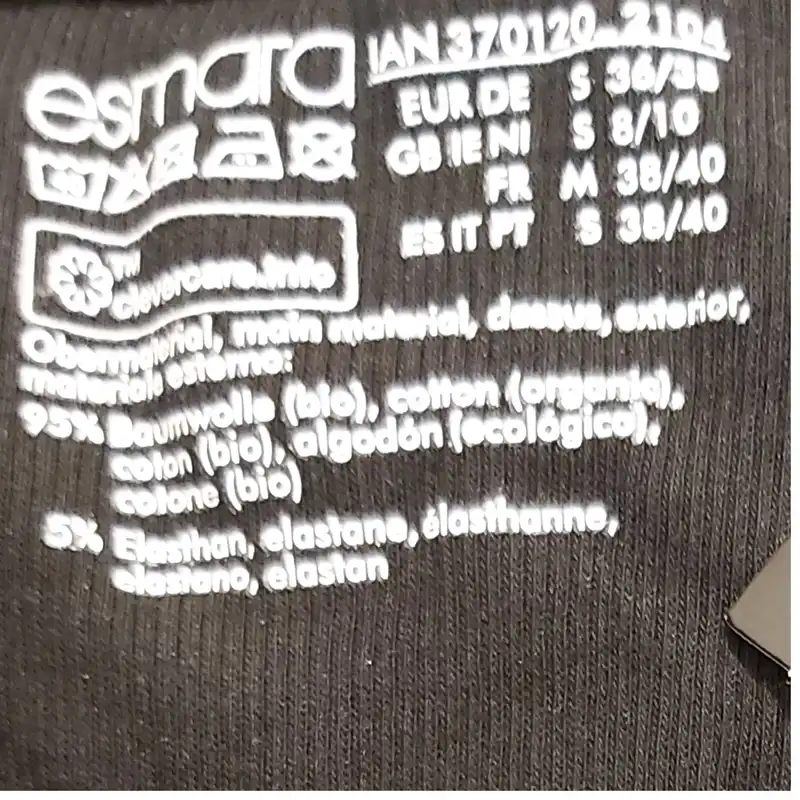 esmara
IAN 370120_2104
EUR DE S 36/38
GB IE NI S 8/10
FR M 38/40
ES IT PT S 38/40
TM
clevercare.info
Obermaterial, main material, dessus, exterior,
materiale esterno:
95% Baumwolle (bio), cotton (organic),
coton (bio), algodón (ecológico),
cotone (bio)
5% Elasthan, elastane, élasthanne,
elastano, elastan